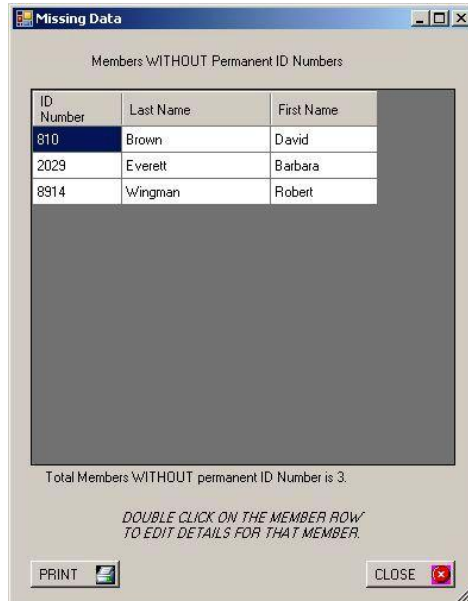 Missing Data
Members WITHOUT Permanent ID Numbers
ID Number Last Name First Name
810 Brown David
2029 Everett Barbara
8914 Wingman Robert
Total Members WITHOUT permanent ID Number is 3.
DOUBLE CLICK ON THE MEMBER ROW
TO EDIT DETAILS FOR THAT MEMBER.
PRINT CLOSE